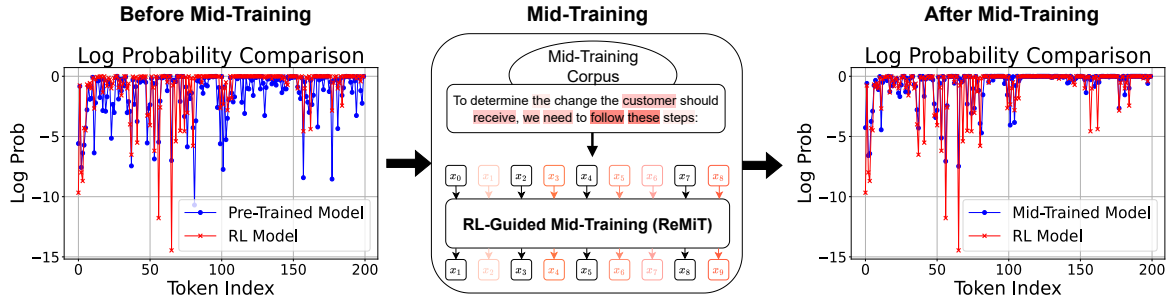 Before Mid-Training
Log Probability Comparison
0
−5
−10
−15
Log Prob
Pre-Trained Model
RL Model
0
50
100
150
200
Token Index
Mid-Training
Mid-Training
Corpus
To determine the change the customer should
receive, we need to follow these steps:
x0 x1 x2 x3 x4 x5 x6 x7 x8
RL-Guided Mid-Training (ReMiT)
x1 x2 x3 x4 x5 x6 x7 x8 x9
After Mid-Training
Log Probability Comparison
0
−5
−10
−15
Log Prob
Mid-Trained Model
RL Model
0
50
100
150
200
Token Index